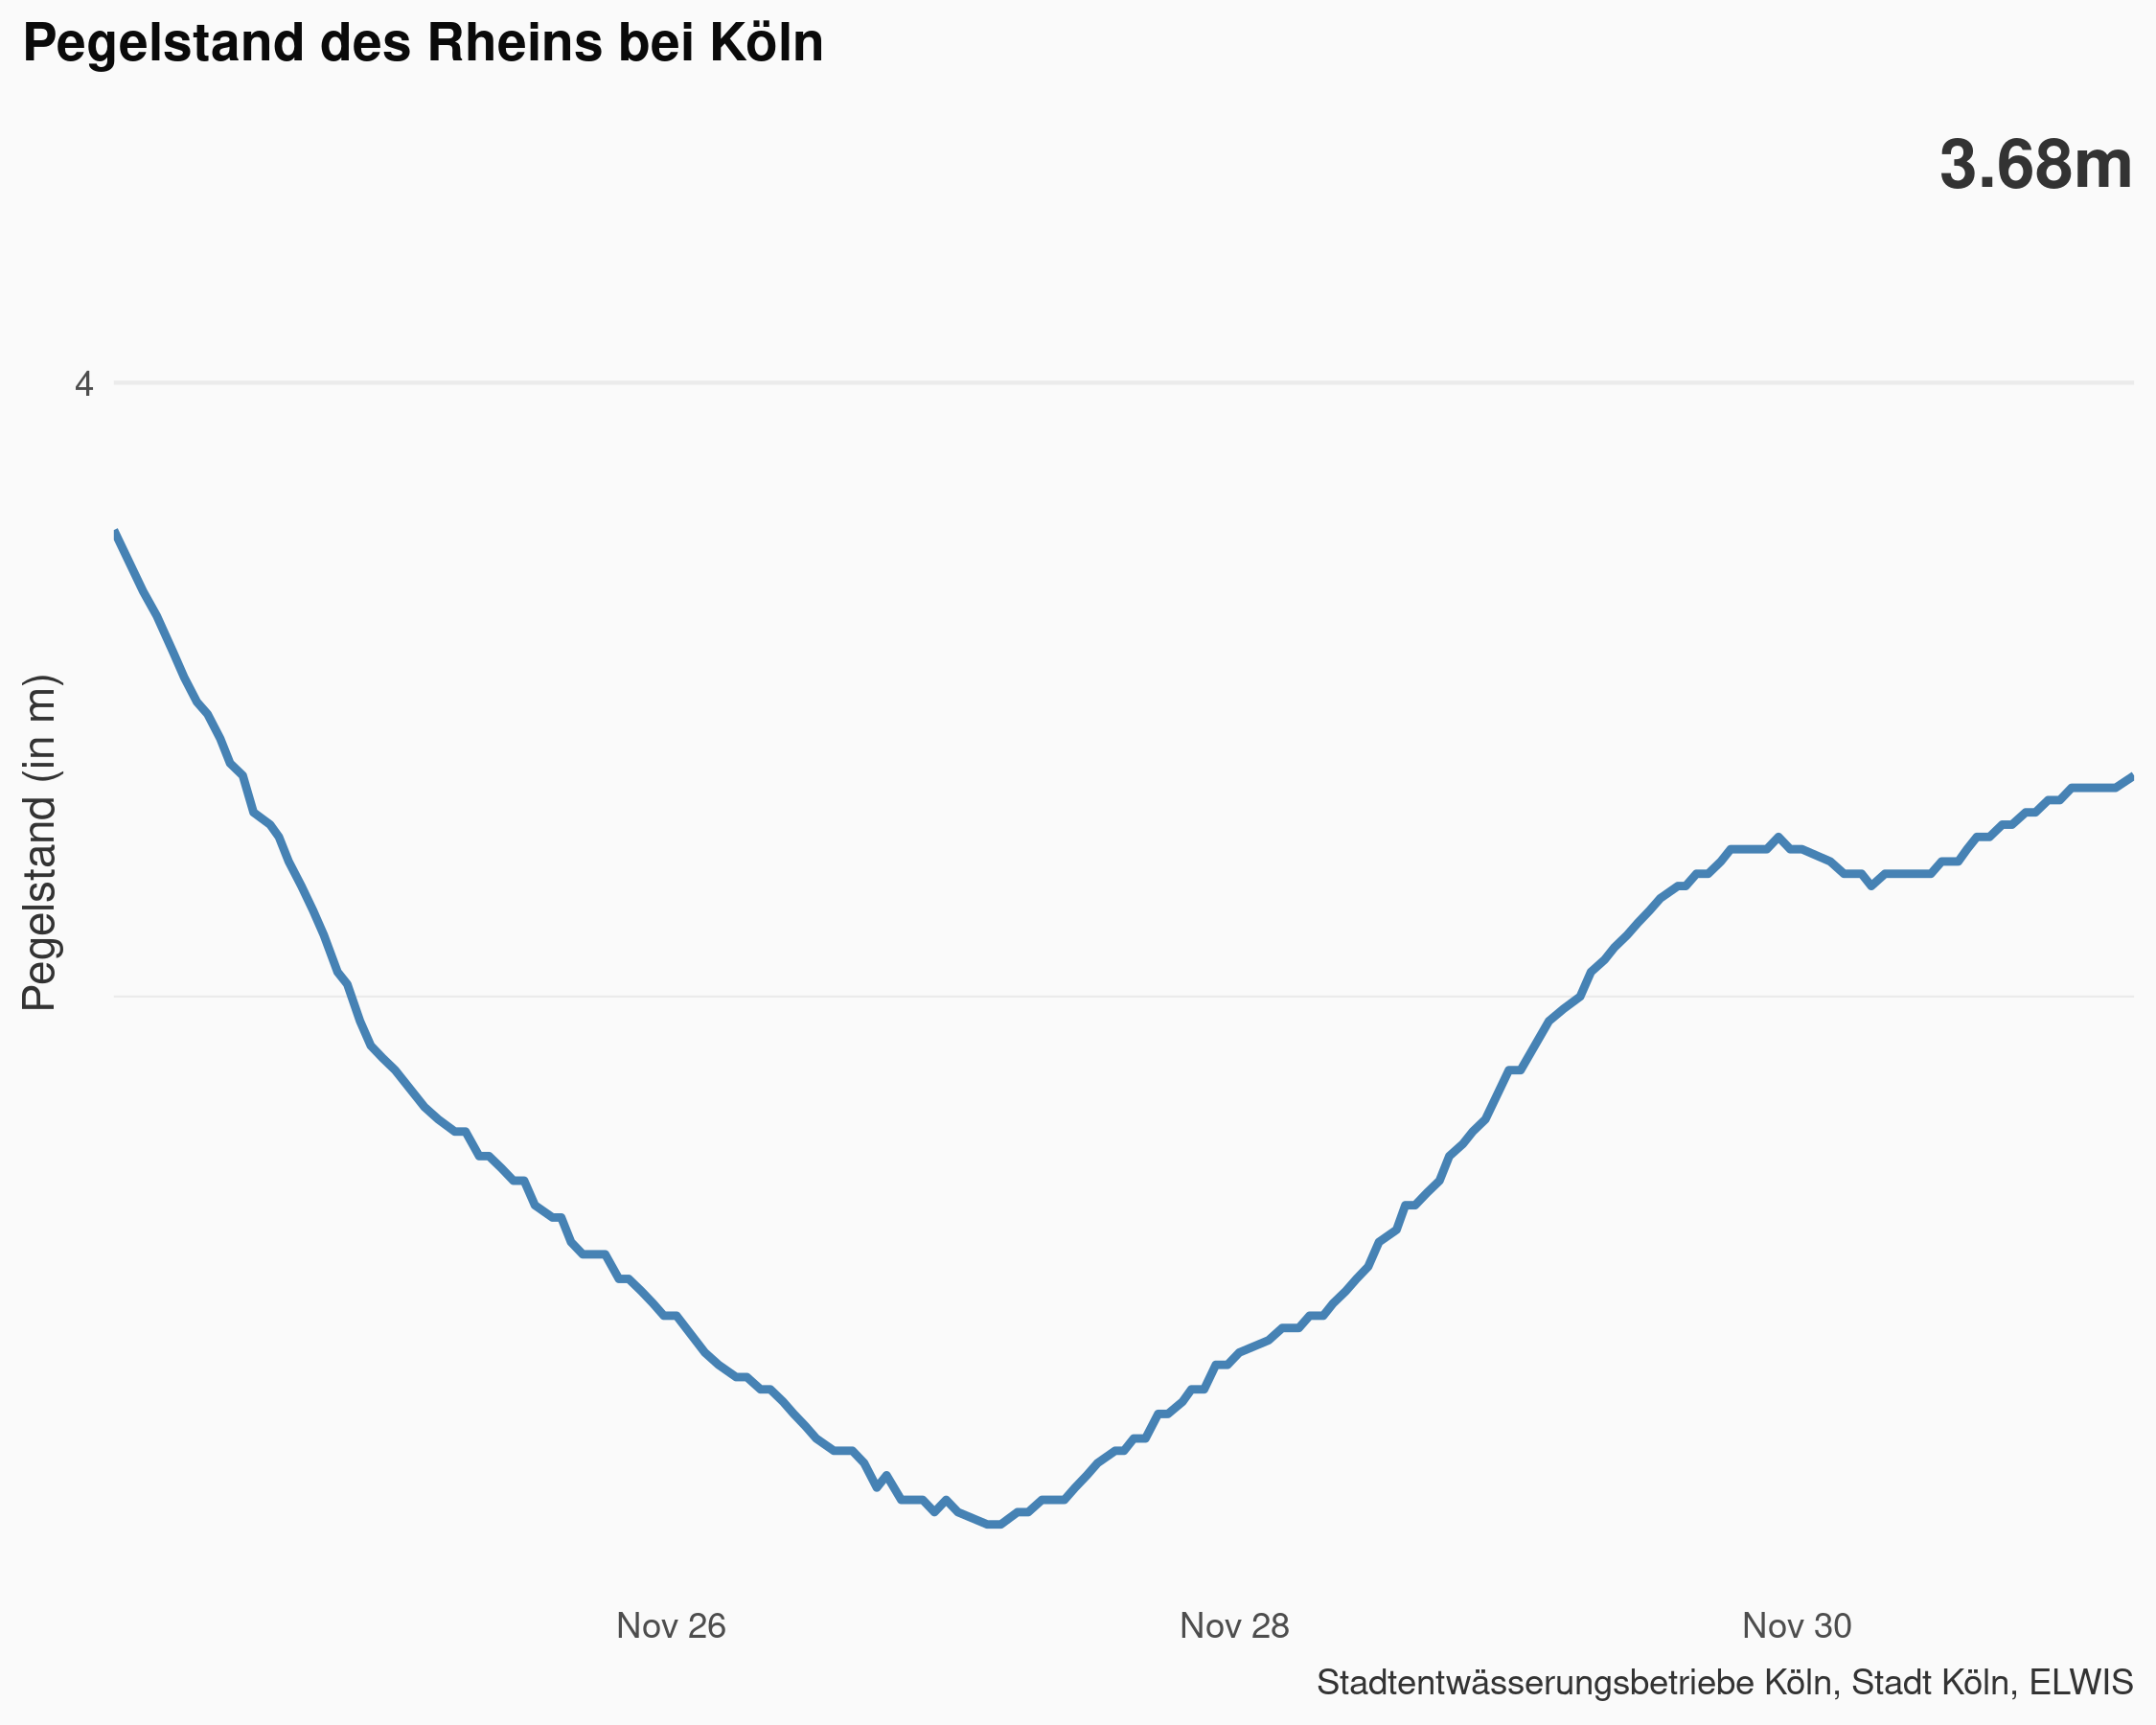 Pegelstand des Rheins bei Köln
3.68m
4
Pegelstand (in m)
Nov 26
Nov 28
Nov 30
Stadtentwässerungsbetriebe Köln, Stadt Köln, ELWIS